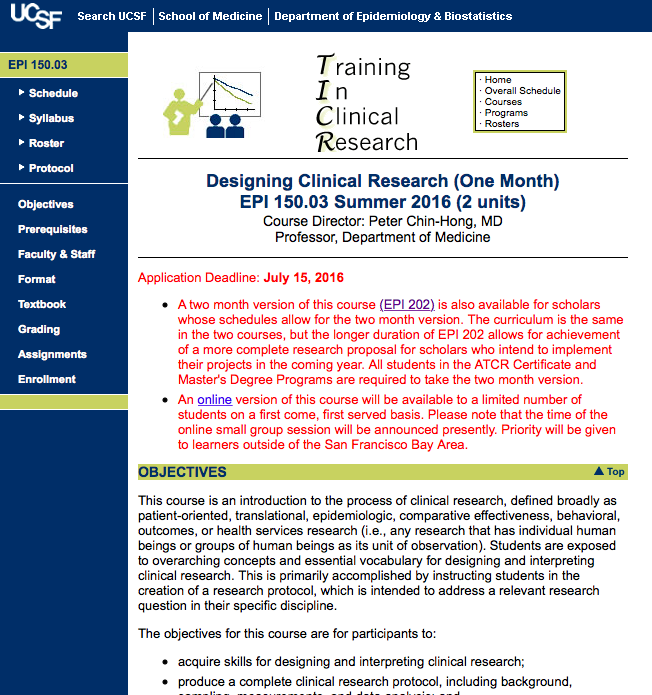 UCSF
Search UCSF | School of Medicine | Department of Epidemiology & Biostatistics
EPI 150.03
Schedule
Syllabus
Roster
Protocol
Objectives
Prerequisites
Faculty & Staff
Format
Textbook
Grading
Assignments
Enrollment
Training
In
Clinical
Research
· Home
· Overall Schedule
· Courses
· Programs
· Rosters
Designing Clinical Research (One Month)
EPI 150.03 Summer 2016 (2 units)
Course Director: Peter Chin-Hong, MD
Professor, Department of Medicine
Application Deadline: July 15, 2016
• A two month version of this course (EPI 202) is also available for scholars
whose schedules allow for the two month version. The curriculum is the same
in the two courses, but the longer duration of EPI 202 allows for achievement
of a more complete research proposal for scholars who intend to implement
their projects in the coming year. All students in the ATCR Certificate and
Master's Degree Programs are required to take the two month version.
• An online version of this course will be available to a limited number of
students on a first come, first served basis. Please note that the time of the
online small group session will be announced presently. Priority will be given
to learners outside of the San Francisco Bay Area.
OBJECTIVES
Top
This course is an introduction to the process of clinical research, defined broadly as
patient-oriented, translational, epidemiologic, comparative effectiveness, behavioral,
outcomes, or health services research (i.e., any research that has individual human
beings or groups of human beings as its unit of observation). Students are exposed
to overarching concepts and essential vocabulary for designing and interpreting
clinical research. This is primarily accomplished by instructing students in the
creation of a research protocol, which is intended to address a relevant research
question in their specific discipline.
The objectives for this course are for participants to:
• acquire skills for designing and interpreting clinical research;
• produce a complete clinical research protocol, including background,
sampling, measurements, and data analysis; and